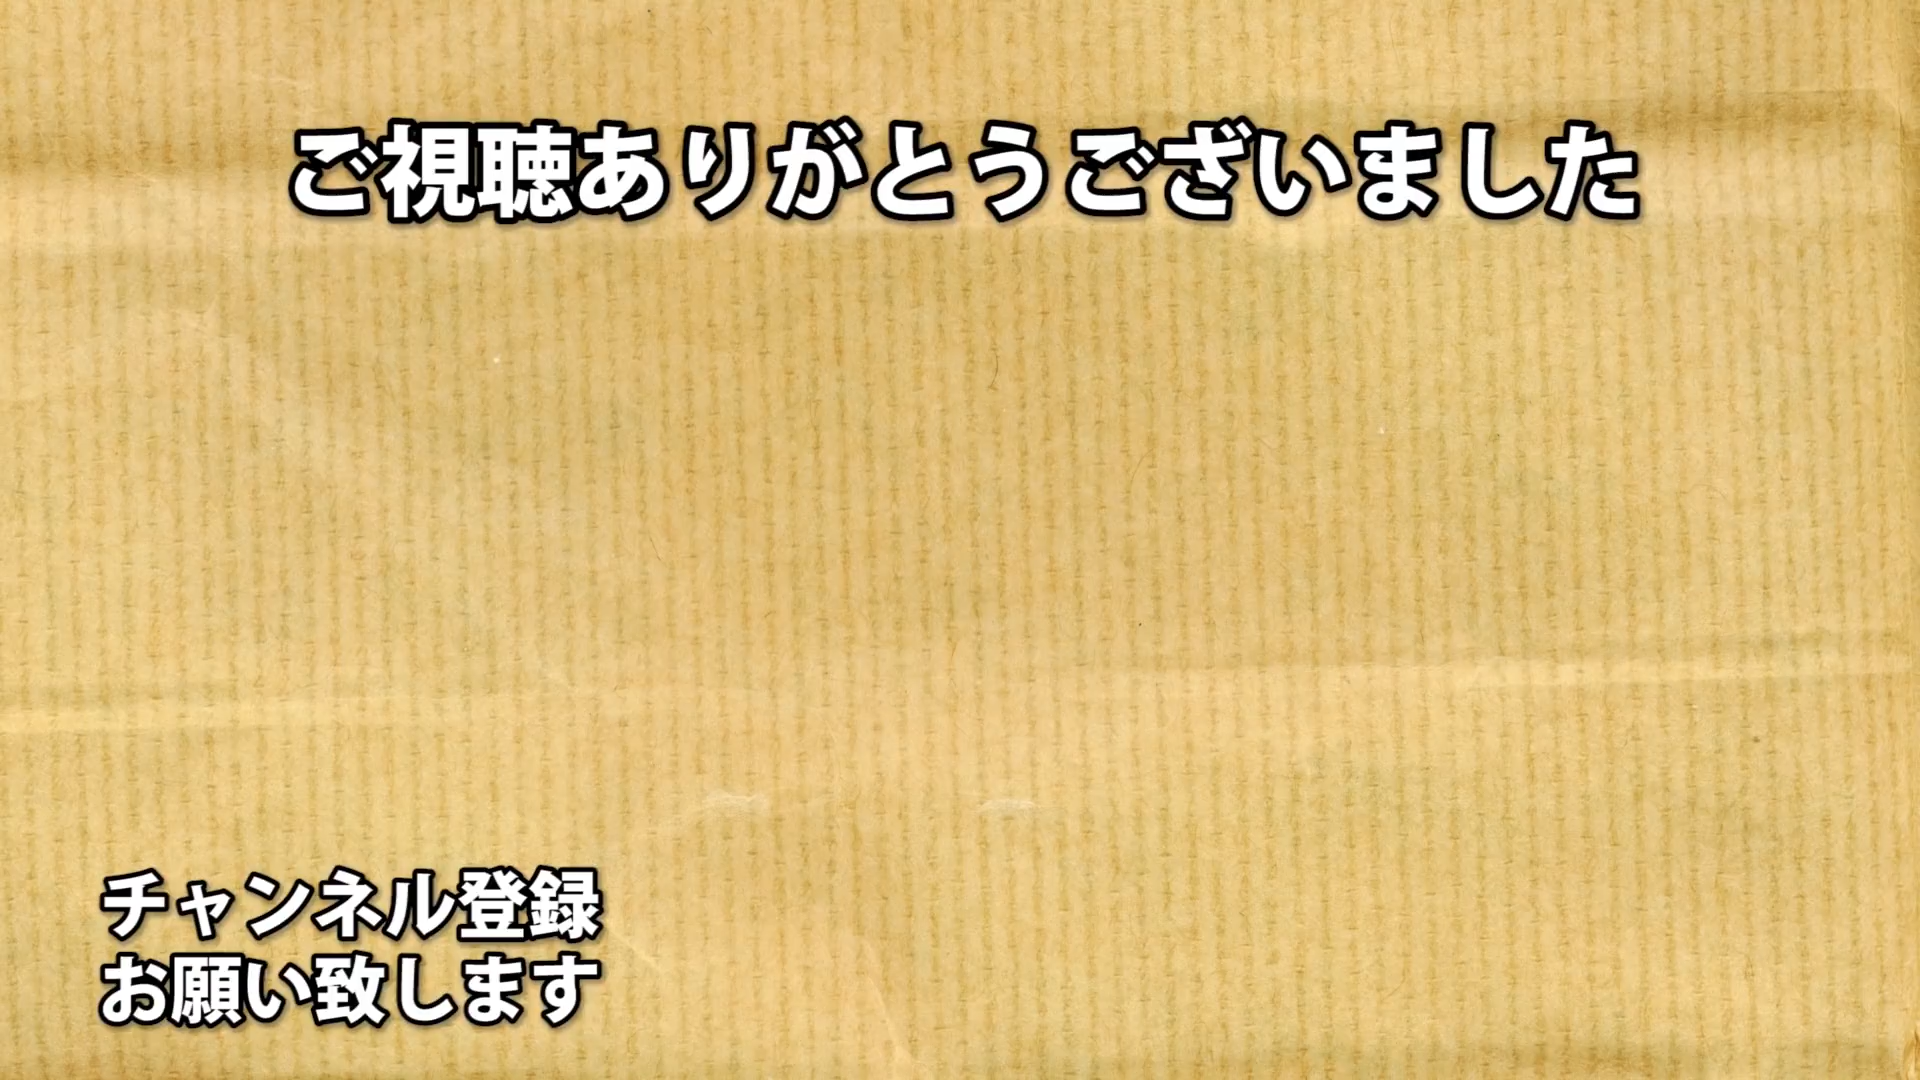 ご視聴ありがとうございました
チャンネル登録
お願い致します